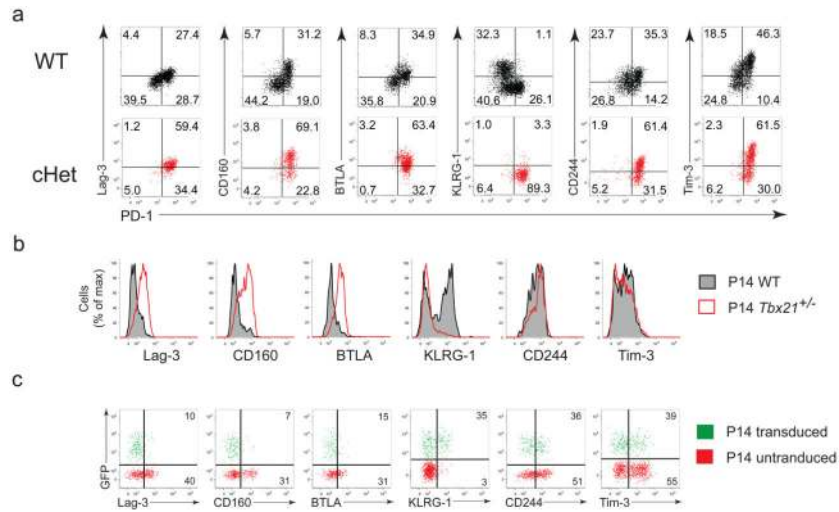 a
WT
4.4 27.4 5.7 31.2 8.3 34.9 32.3 1.1 23.7 35.3 18.5 46.3
39.5 28.7 44.2 19.0 35.8 20.9 40.6 26.1 26.8 14.2 24.8 10.4
cHet
Lag-3 CD160 BTLA KLRG-1 CD244 Tim-3
1.2 59.4 3.8 69.1 3.2 63.4 1.0 3.3 1.9 61.4 2.3 61.5
5.0 34.4 4.2 22.8 0.7 32.7 6.4 89.3 5.2 31.5 6.2 30.0
PD-1
b
Cells
(% of max)
P14 WT
P14 Tbx21+/-
Lag-3 CD160 BTLA KLRG-1 CD244 Tim-3
c
GFP
10 7 15 35 36 39
40 31 31 3 51 55
P14 transduced
P14 untranduced
Lag-3 CD160 BTLA KLRG-1 CD244 Tim-3